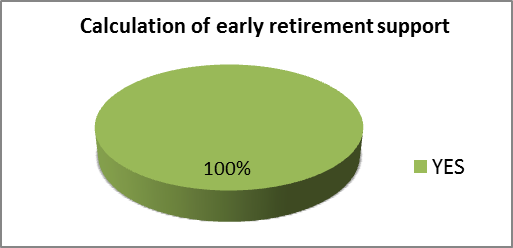 Calculation of early retirement support
100%
YES